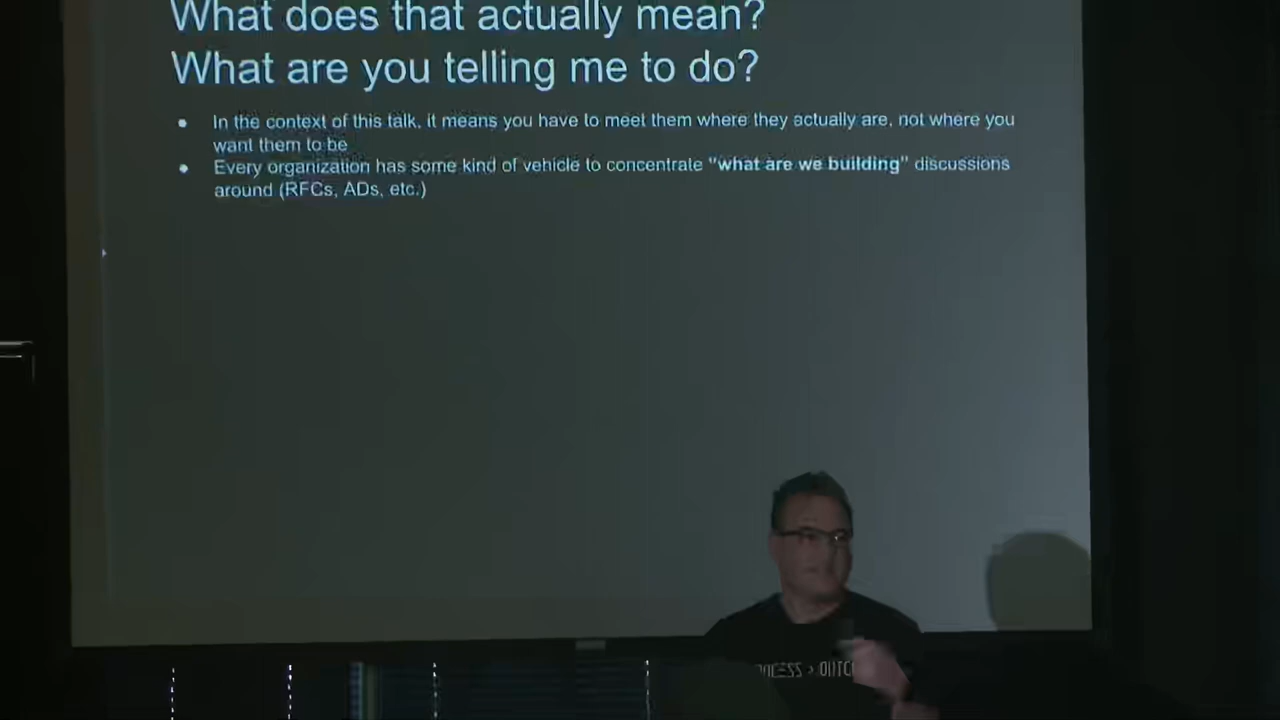 What does that actually mean?
What are you telling me to do?
In the context of this talk, it means you have to meet them where they actually are, not where you
want them to be
Every organization has some kind of vehicle to concentrate "what are we building" discussions
around (RFCs, ADs, etc.)